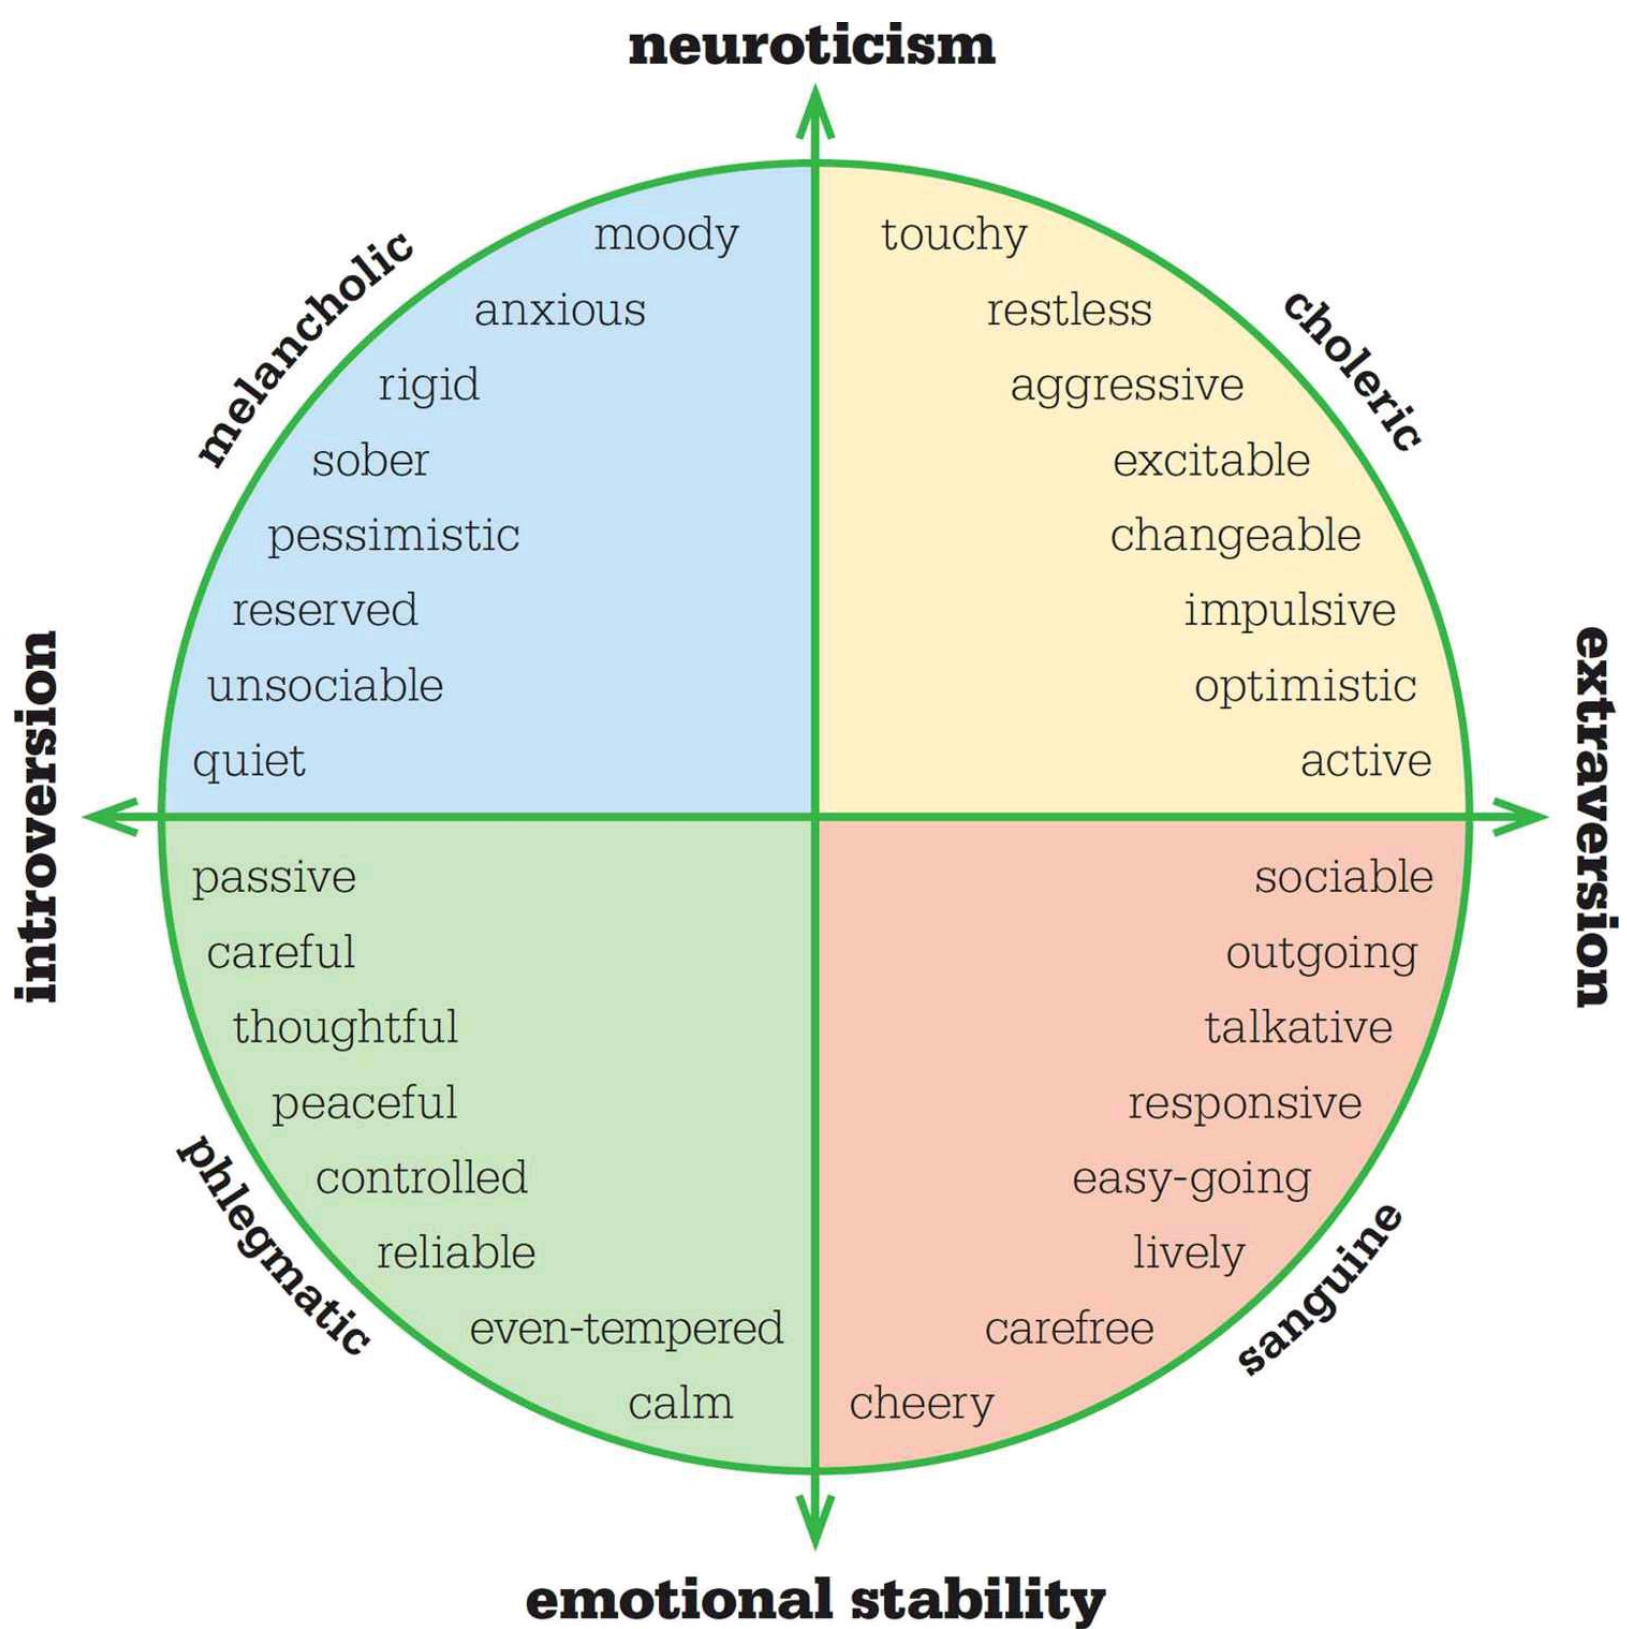 neuroticism
melancholic
choleric
moody
touchy
anxious
restless
rigid
aggressive
sober
excitable
pessimistic
changeable
reserved
impulsive
unsociable
optimistic
quiet
active
introversion
extraversion
passive
sociable
careful
outgoing
thoughtful
talkative
peaceful
responsive
controlled
easy-going
reliable
lively
even-tempered
carefree
calm
cheery
phlegmatic
sanguine
emotional stability